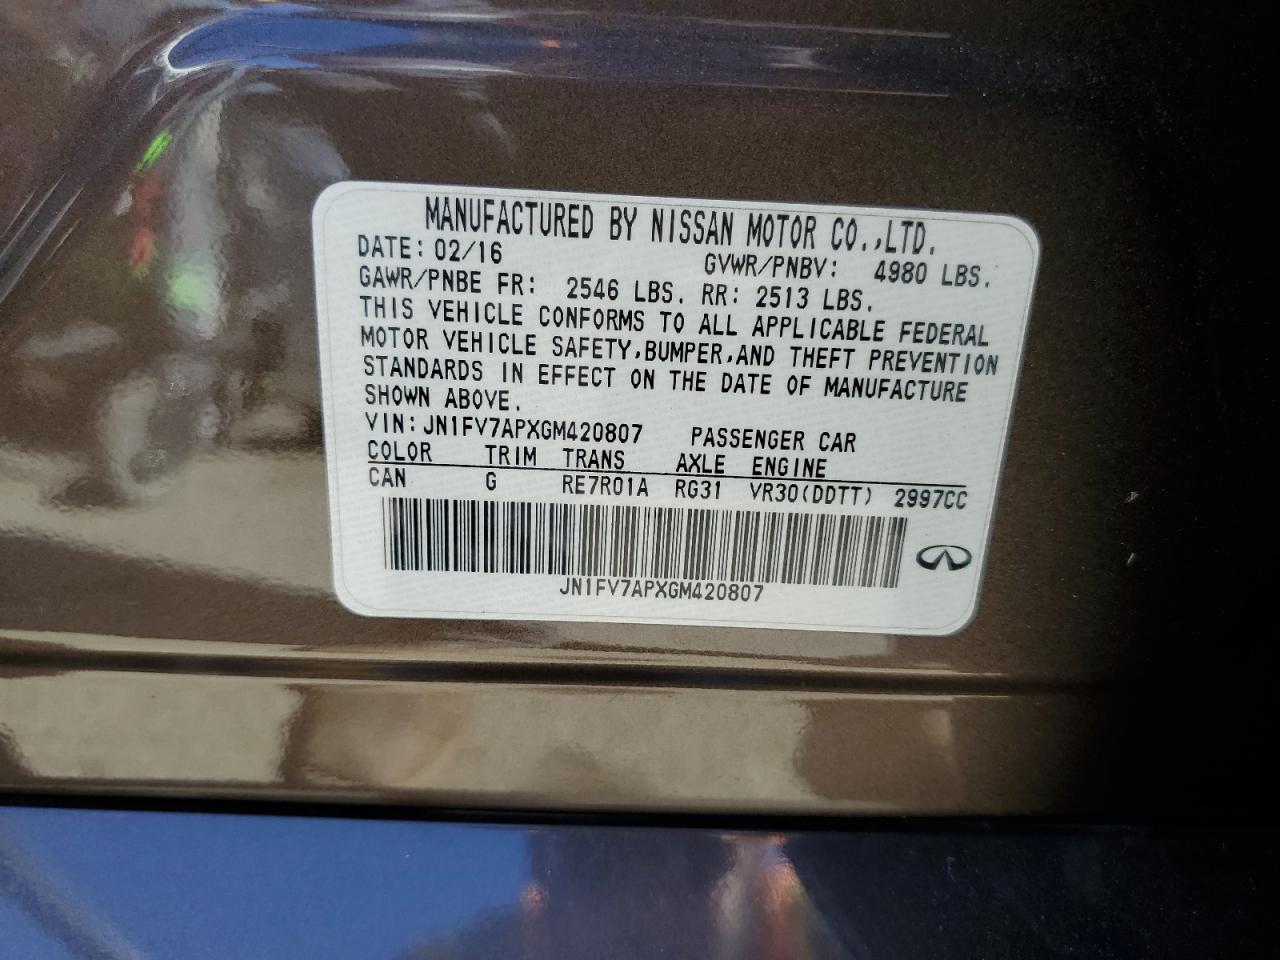 MANUFACTURED BY NISSAN MOTOR CO.,LTD.
DATE: 02/16 GVWR/PNBV: 4980 LBS.
GAWR/PNBE FR: 2546 LBS. RR: 2513 LBS.
THIS VEHICLE CONFORMS TO ALL APPLICABLE FEDERAL
MOTOR VEHICLE SAFETY,BUMPER,AND THEFT PREVENTION
STANDARDS IN EFFECT ON THE DATE OF MANUFACTURE
SHOWN ABOVE.
VIN: JN1FV7APXGM420807 PASSENGER CAR
COLOR TRIM TRANS AXLE ENGINE
CAN G RE7R01A RG31 VR30(DDTT) 2997CC
JN1FV7APXGM420807